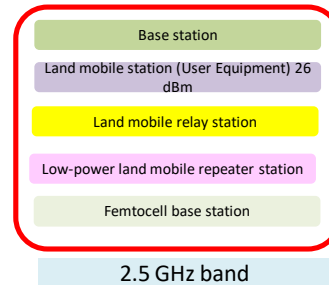 Base station
Land mobile station (User Equipment) 26
dBm
Land mobile relay station
Low-power land mobile repeater station
Femtocell base station
2.5 GHz band